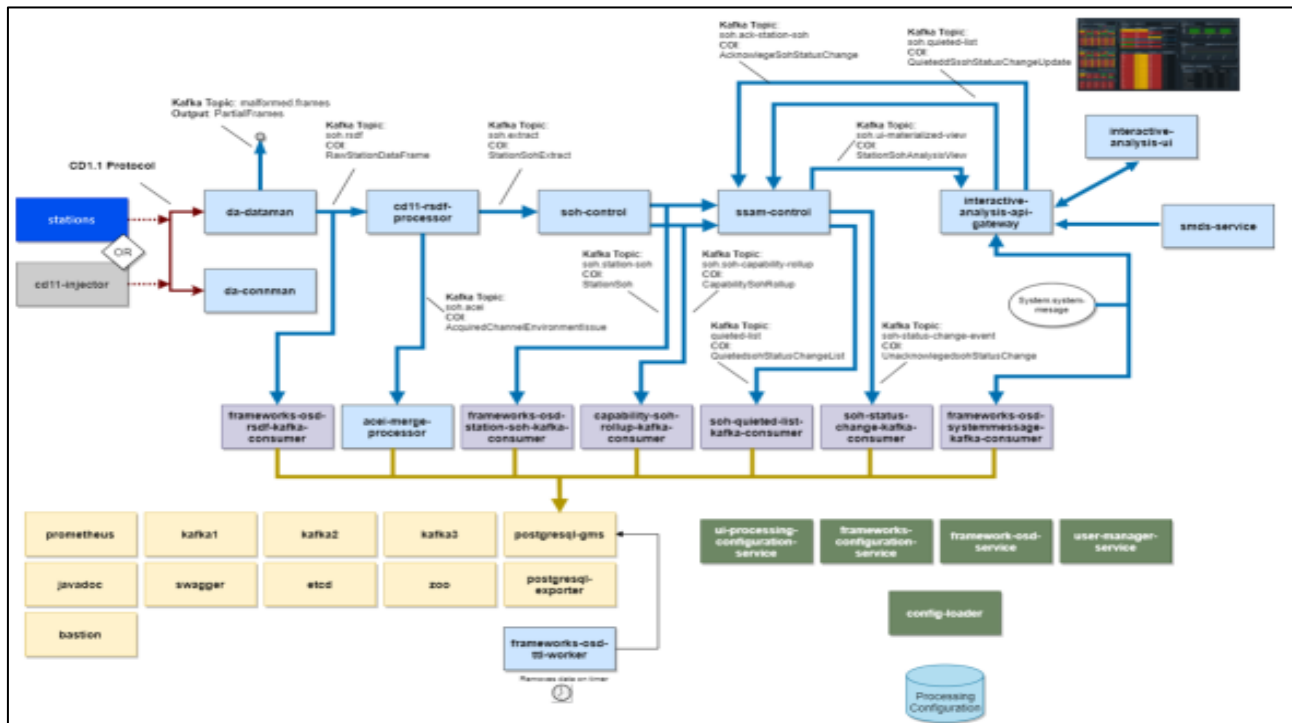 Kafka Topic:
soh.ack-station-soh
COI:
AcknowlegeSohStatusChange
Kafka Topic:
soh.quieted-list
COI:
QuieteddSsohStatusChangeUpdate
Kafka Topic: malformed.frames
Output: PartialFrames
Kafka Topic:
soh.rsdf
COI:
RawStationDataFrame
Kafka Topic:
soh.extract
COI:
StationSohExtract
Kafka Topic:
soh.ui-materialized-view
COI:
StationSohAnalysisView
CD1.1 Protocol
interactive-
analysis-ui
stations
da-dataman
cd11-rsdf-
processor
soh-control
ssam-control
interactive-
analysis-api-
gateway
smds-service
OR
cd11-injector
da-connman
Kafka Topic:
soh.acei
COI:
AcquiredChannelEnvironmentIssue
Kafka Topic:
soh.station-soh
COI:
StationSoh
Kafka Topic:
soh.soh-capability-rollup
COI:
CapabilitySohRollup
System.system-
message
Kafka Topic:
quieted-list
COI:
QuietedsohStatusChangeList
Kafka Topic:
soh-status-change-event
COI:
UnacknowlegedsohStatusChange
frameworks-osd-
rsdf-kafka-
consumer
acei-merge-
processor
frameworks-osd-
station-soh-kafka-
consumer
capability-soh-
rollup-kafka-
consumer
soh-quieted-list-
kafka-consumer
soh-status-
change-kafka-
consumer
frameworks-osd-
systemmessage-
kafka-consumer
prometheus
kafka1
kafka2
kafka3
postgresql-gms
ui-processing-
configuration-
service
frameworks-
configuration-
service
framework-osd-
service
user-manager-
service
javadoc
swagger
etcd
zoo
postgresql-
exporter
config-loader
bastion
frameworks-osd-
ttl-worker
Removes data on timer
Processing
Configuration